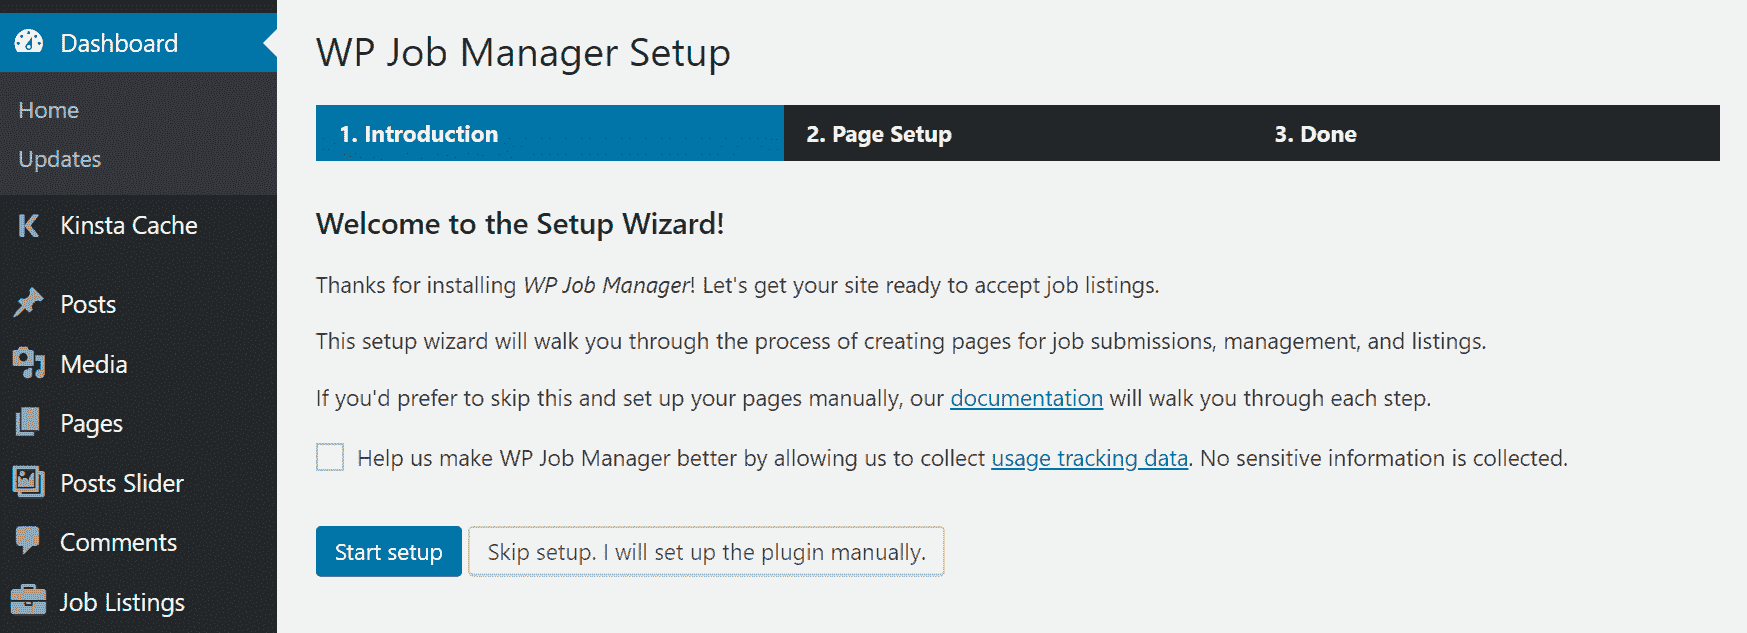 Dashboard
Home
Updates
Kinsta Cache
Posts
Media
Pages
Posts Slider
Comments
Job Listings
WP Job Manager Setup
1. Introduction
2. Page Setup
3. Done
Welcome to the Setup Wizard!
Thanks for installing WP Job Manager! Let's get your site ready to accept job listings.
This setup wizard will walk you through the process of creating pages for job submissions, management, and listings.
If you'd prefer to skip this and set up your pages manually, our documentation will walk you through each step.
Help us make WP Job Manager better by allowing us to collect usage tracking data. No sensitive information is collected.
Start setup
Skip setup. I will set up the plugin manually.